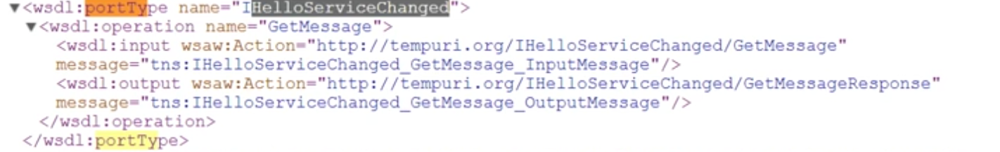 ▼<wsdl:portType name="IHelloServiceChanged">
▼<wsdl:operation name="GetMessage">
<wsdl:input wsaw:Action="http://tempuri.org/IHelloServiceChanged/GetMessage"
message="tns:IHelloServiceChanged_GetMessage_InputMessage"/>
<wsdl:output wsaw:Action="http://tempuri.org/IHelloServiceChanged/GetMessageResponse"
message="tns:IHelloServiceChanged_GetMessage_OutputMessage"/>
</wsdl:operation>
</wsdl:portType>